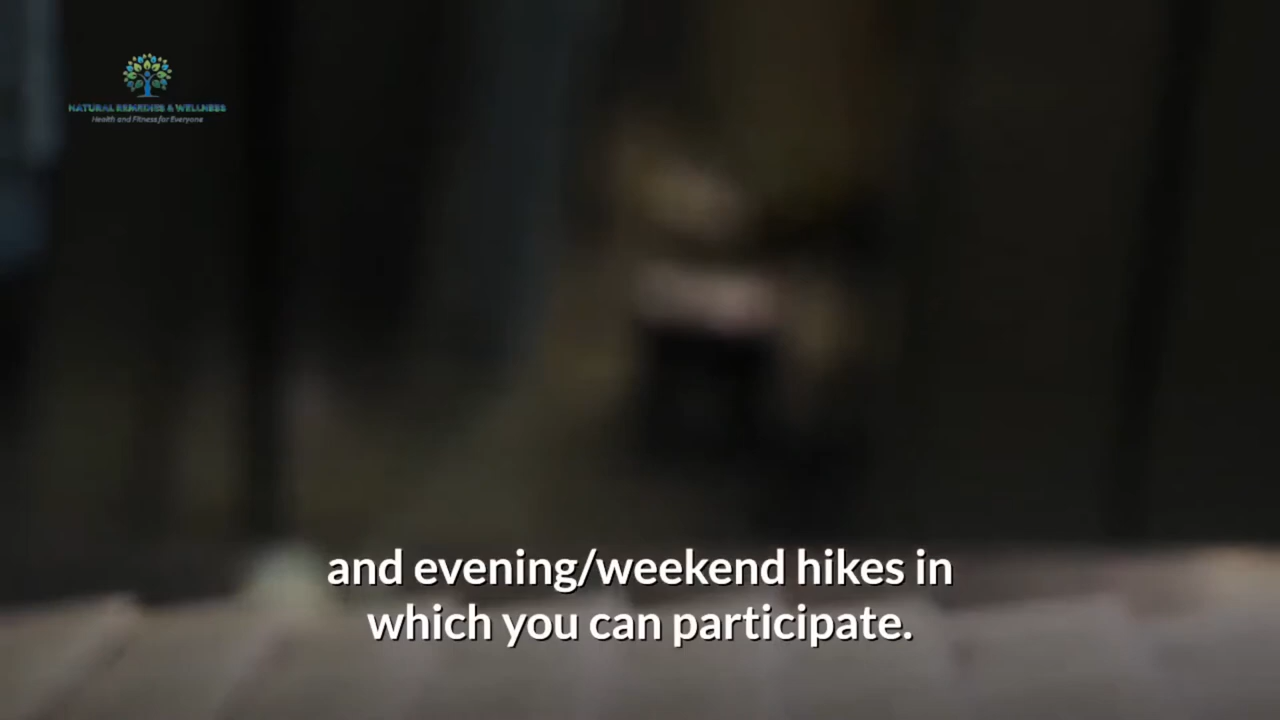 NATURAL REMEDIES & WELLNESS
Health and Fitness for Everyone
and evening/weekend hikes in
which you can participate.